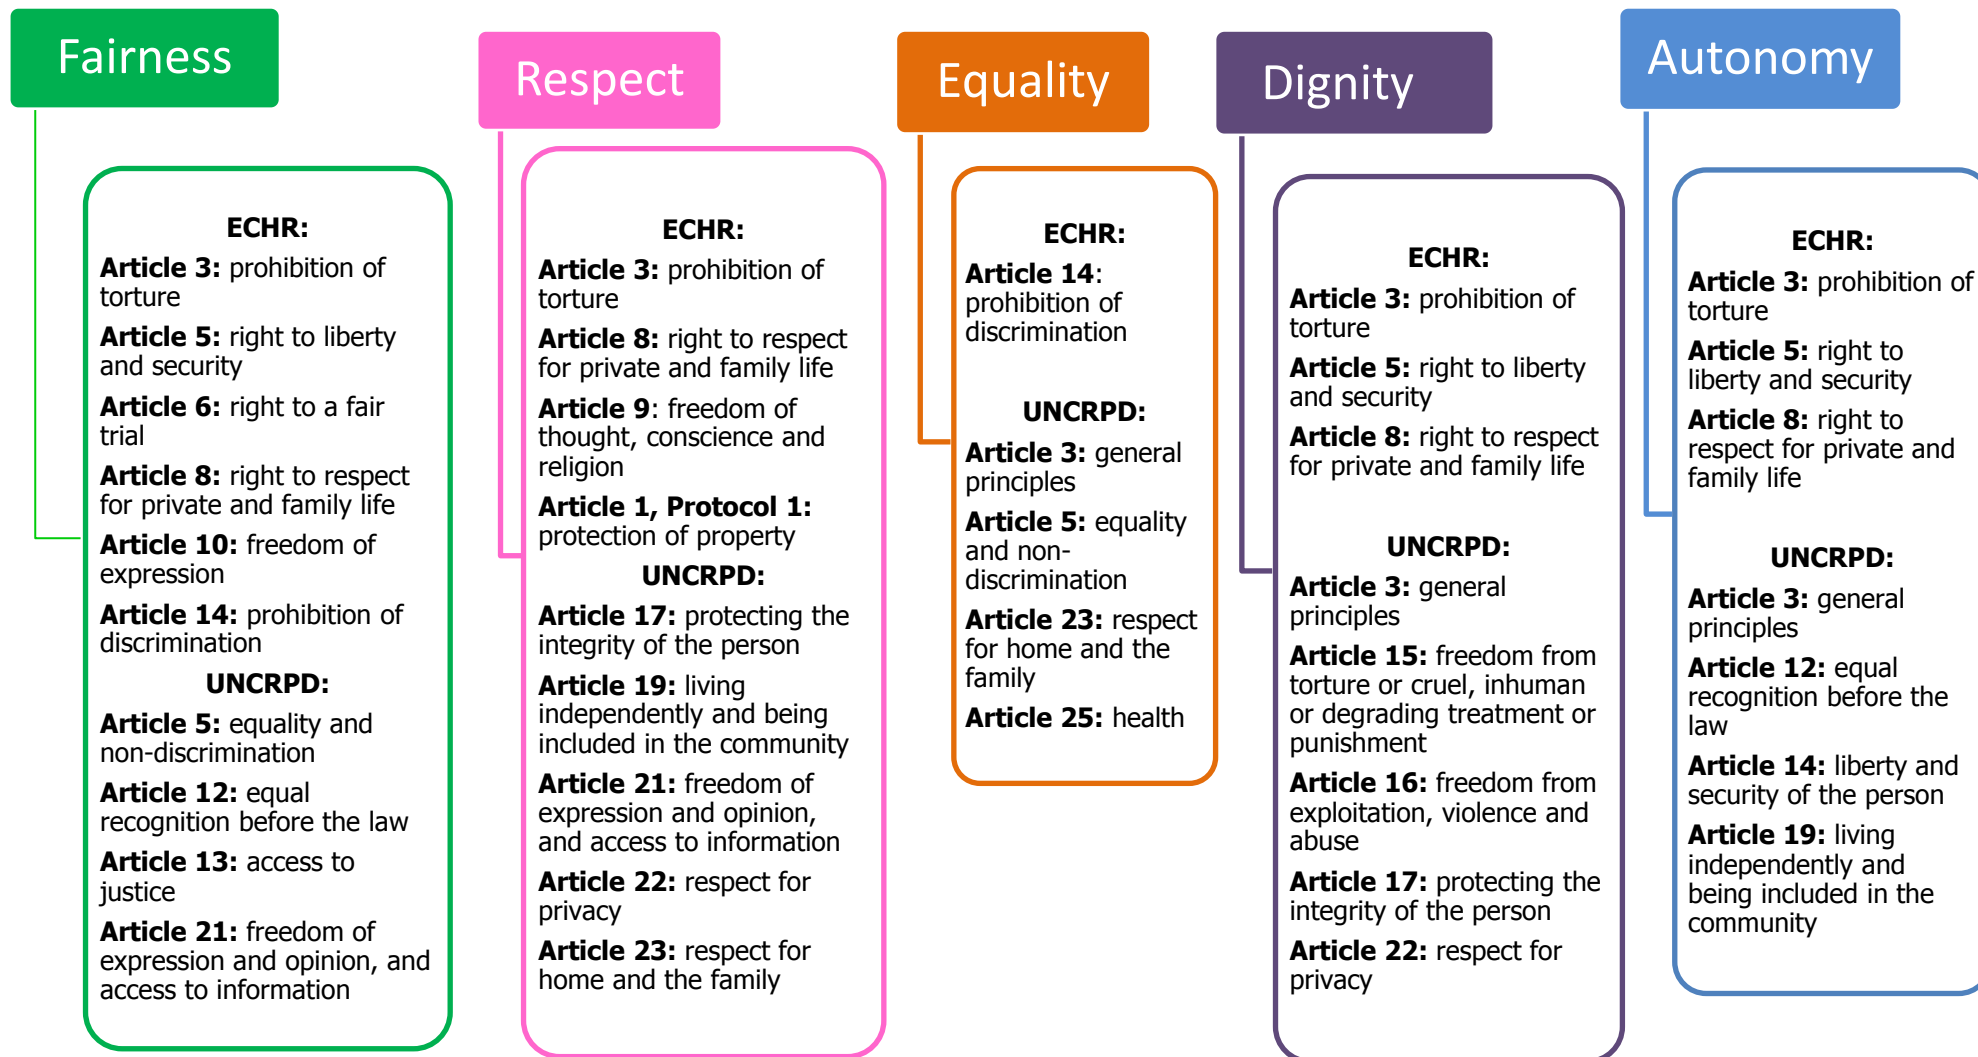 Fairness
ECHR:
Article 3: prohibition of
torture
Article 5: right to liberty
and security
Article 6: right to a fair
trial
Article 8: right to respect
for private and family life
Article 10: freedom of
expression
Article 14: prohibition of
discrimination
UNCRPD:
Article 5: equality and
non-discrimination
Article 12: equal
recognition before the law
Article 13: access to
justice
Article 21: freedom of
expression and opinion, and
access to information
Respect
ECHR:
Article 3: prohibition of
torture
Article 8: right to respect
for private and family life
Article 9: freedom of
thought, conscience and
religion
Article 1, Protocol 1:
protection of property
UNCRPD:
Article 17: protecting the
integrity of the person
Article 19: living
independently and being
included in the community
Article 21: freedom of
expression and opinion,
and access to information
Article 22: respect for
privacy
Article 23: respect for
home and the family
Equality
ECHR:
Article 14:
prohibition of
discrimination
UNCRPD:
Article 3: general
principles
Article 5: equality
and non-
discrimination
Article 23: respect
for home and the
family
Article 25: health
Dignity
ECHR:
Article 3: prohibition of
torture
Article 5: right to liberty
and security
Article 8: right to respect
for private and family life
UNCRPD:
Article 3: general
principles
Article 15: freedom from
torture or cruel, inhuman
or degrading treatment or
punishment
Article 16: freedom from
exploitation, violence and
abuse
Article 17: protecting the
integrity of the person
Article 22: respect for
privacy
Autonomy
ECHR:
Article 3: prohibition of
torture
Article 5: right to
liberty and security
Article 8: right to
respect for private and
family life
UNCRPD:
Article 3: general
principles
Article 12: equal
recognition before the
law
Article 14: liberty and
security of the person
Article 19: living
independently and
being included in the
community